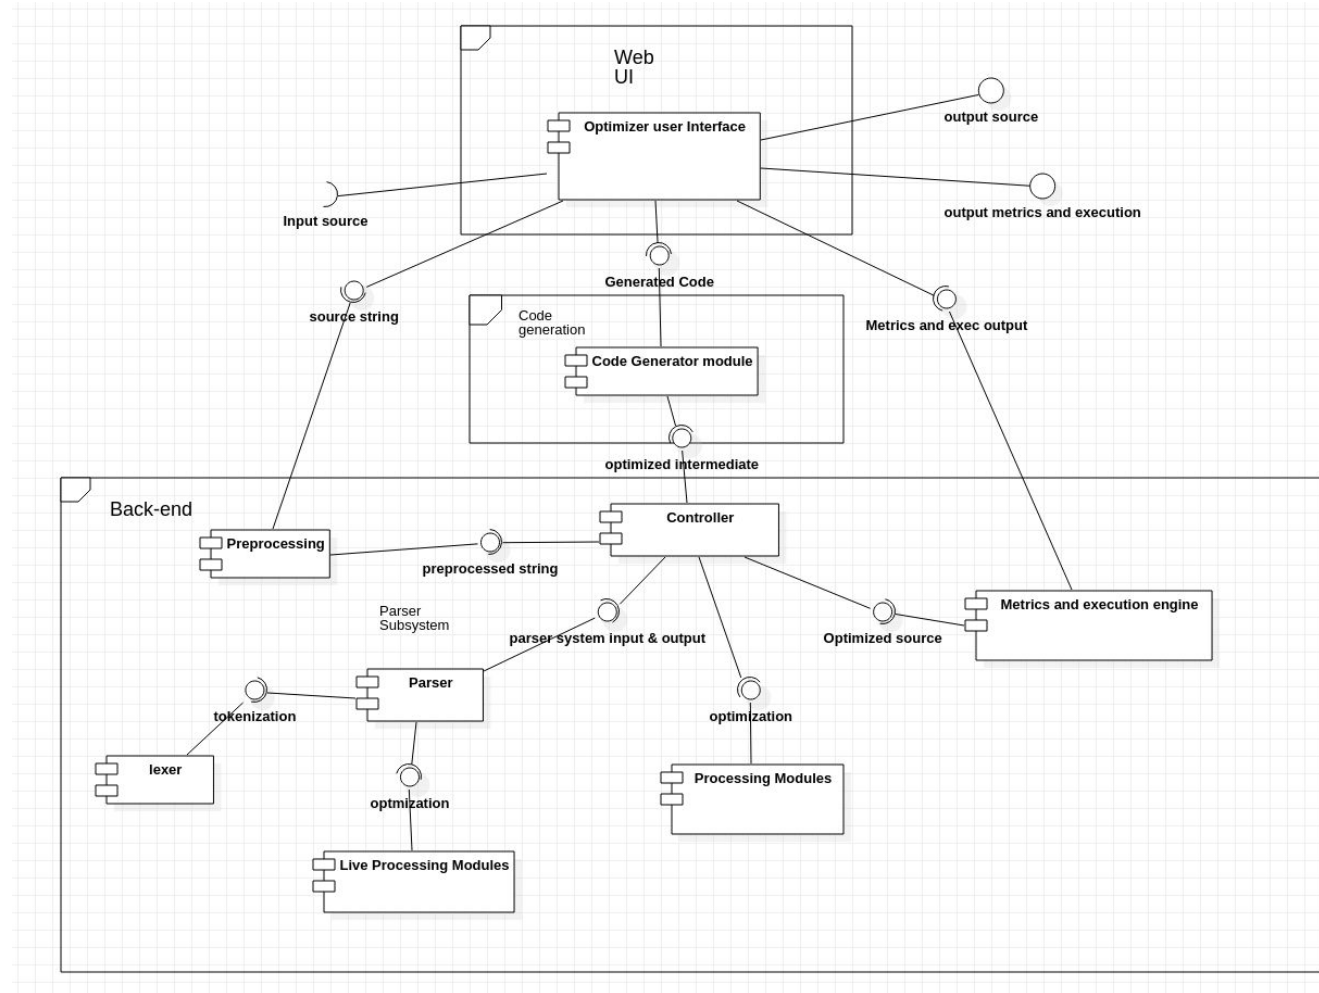 Web
UI
Optimizer user Interface
output source
Input source
output metrics and execution
Generated Code
source string
Metrics and exec output
Code
generation
Code Generator module
optimized intermediate
Back-end
Controller
Preprocessing
preprocessed string
Parser
Subsystem
parser system input & output
Optimized source
Metrics and execution engine
Parser
tokenization
optimization
lexer
Processing Modules
optmization
Live Processing Modules